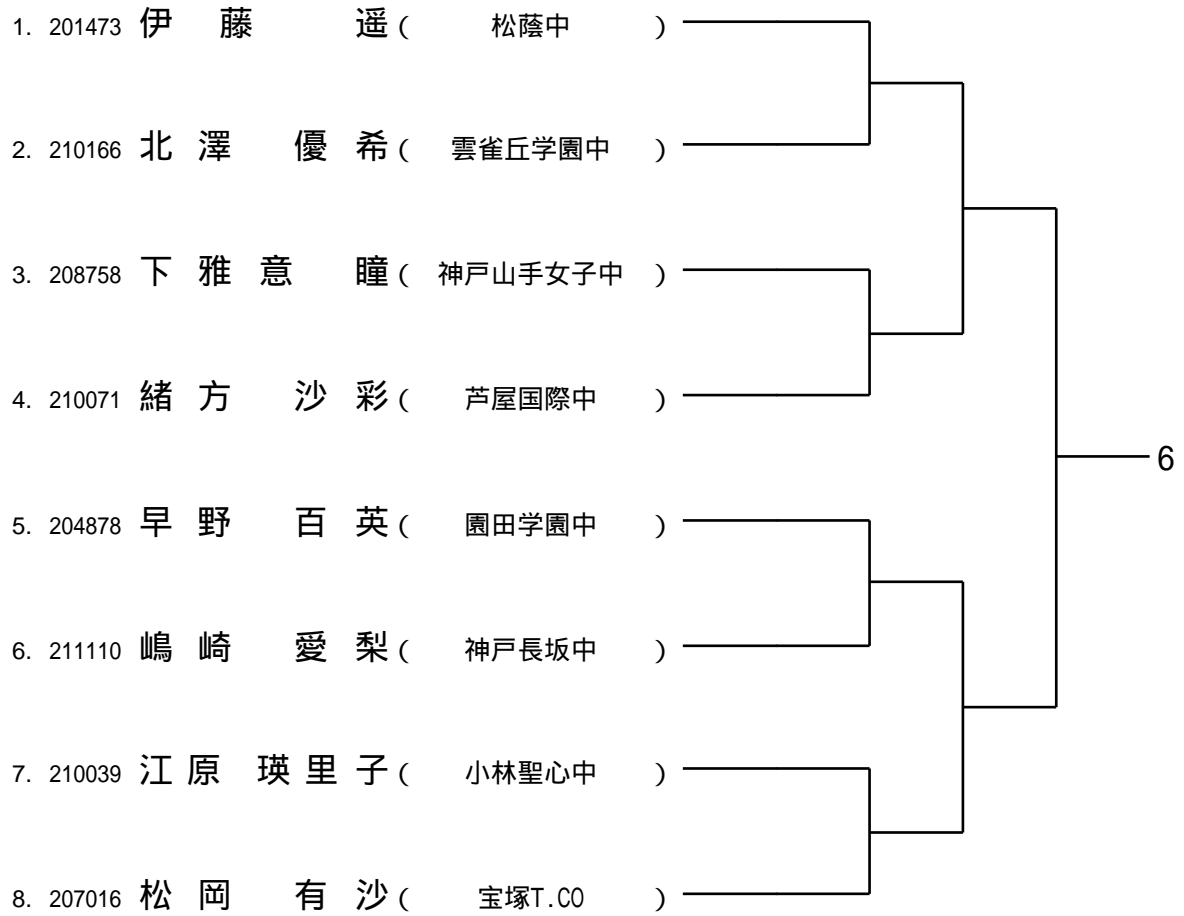 1. 201473 伊 藤 遥 ( 松蔭中 )
2. 210166 北 澤 優 希 ( 雲雀丘学園中 )
3. 208758 下 雅 意 瞳 ( 神戸山手女子中 )
4. 210071 緒 方 沙 彩 ( 芦屋国際中 )
6
5. 204878 早 野 百 英 ( 園田学園中 )
6. 211110 嶋 崎 愛 梨 ( 神戸長坂中 )
7. 210039 江 原 瑛 里 子 ( 小林聖心中 )
8. 207016 松 岡 有 沙 ( 宝塚T.CO )